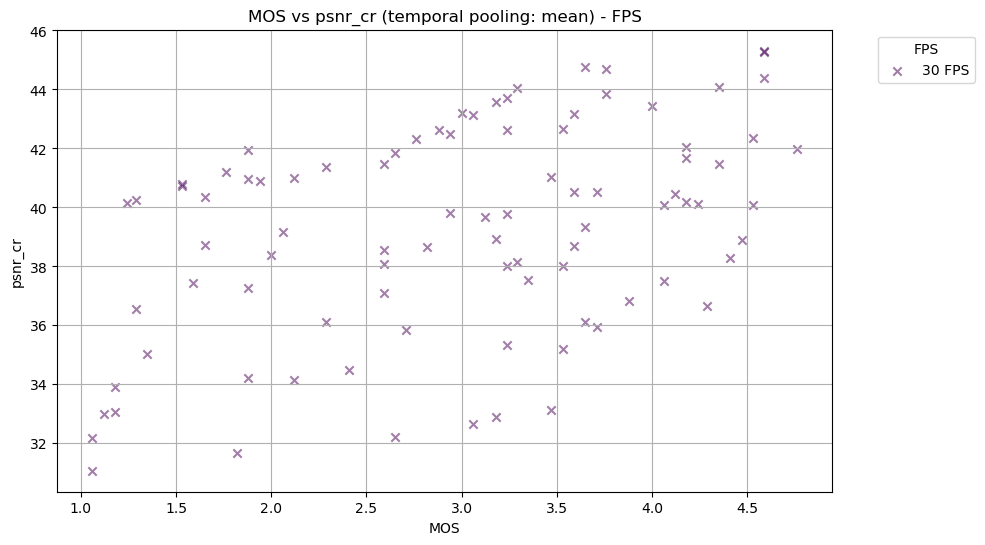 MOS vs psnr_cr (temporal pooling: mean) - FPS
FPS
30 FPS
psnr_cr
46
44
42
40
38
36
34
32
1.0 1.5 2.0 2.5 3.0 3.5 4.0 4.5
MOS